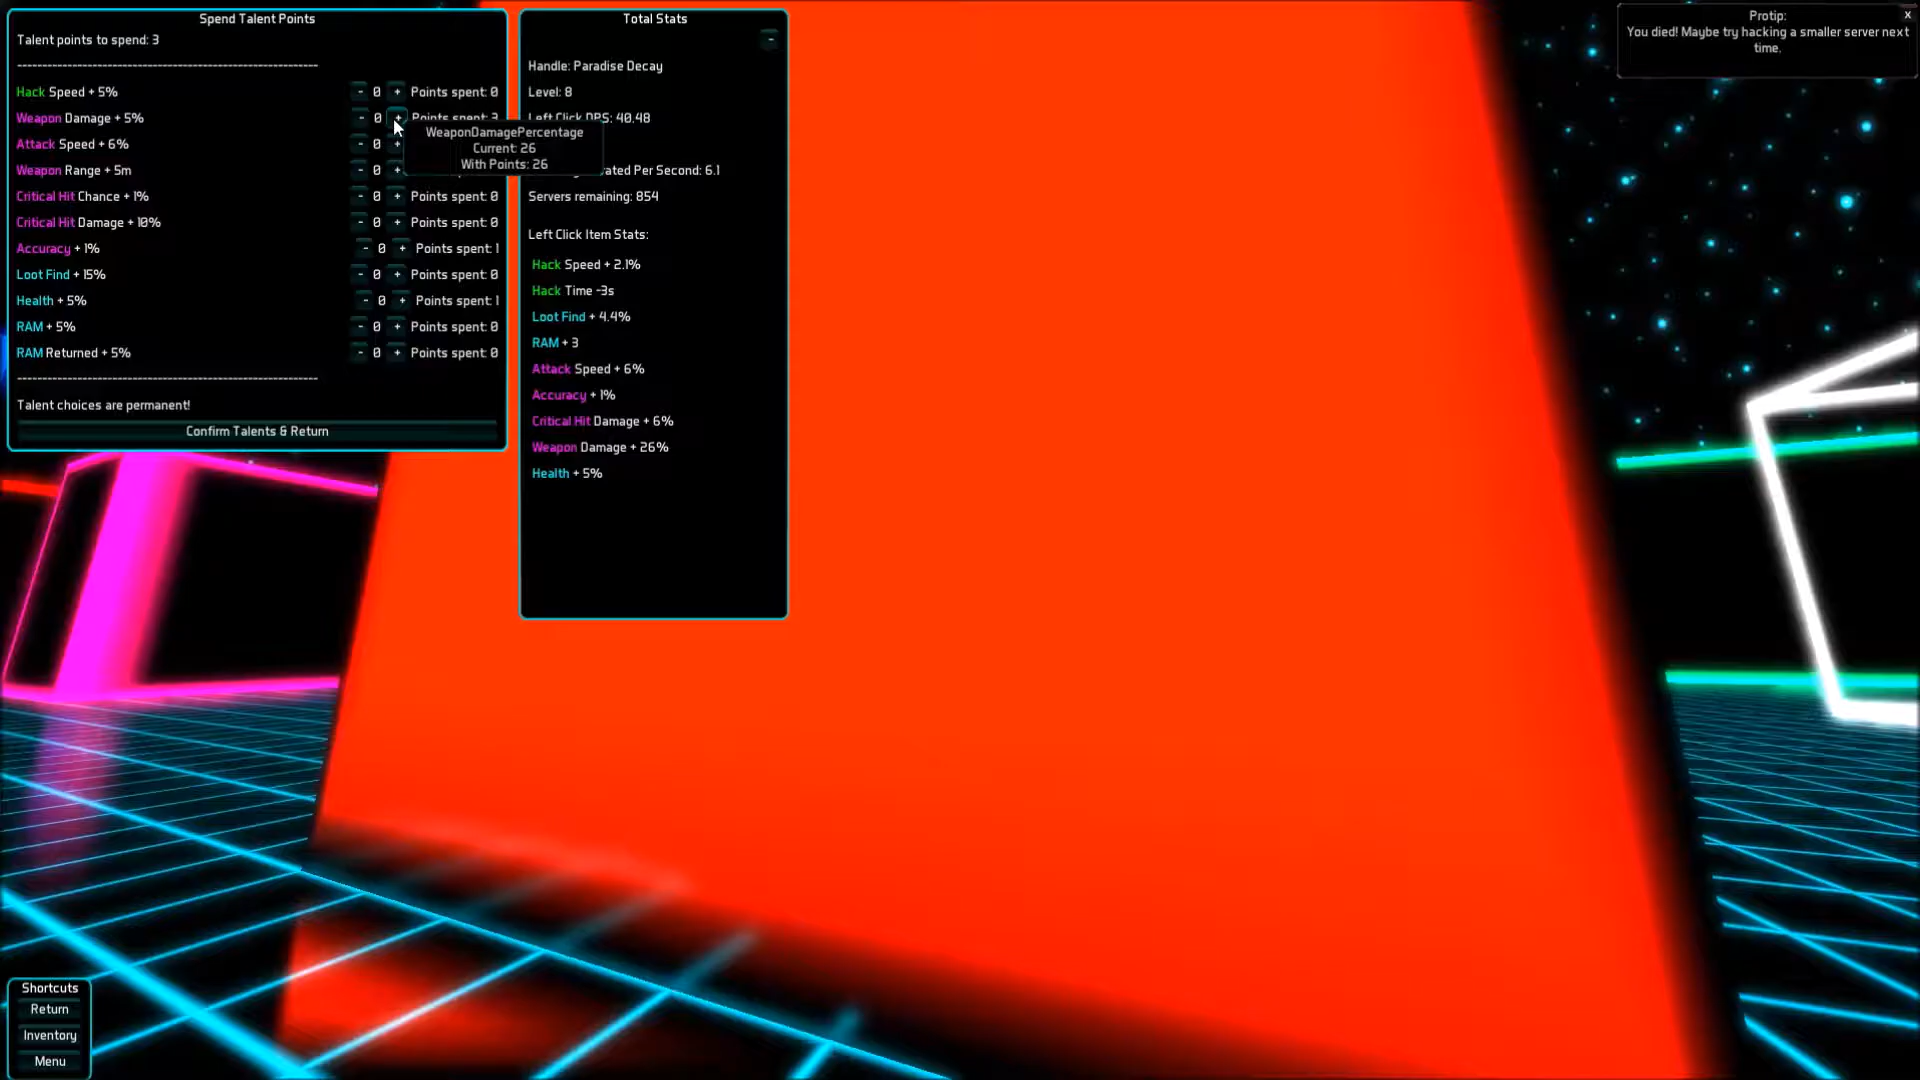 Spend Talent Points
Talent points to spend: 3
Hack Speed + 5% - 0 + Points spent: 0
Weapon Damage + 5% - 0 + Points spent: 3
Attack Speed + 6% - 0 +
Weapon Range + 5m - 0 +
Critical Hit Chance + 1% - 0 + Points spent: 0
Critical Hit Damage + 10% - 0 + Points spent: 0
Accuracy + 1% - 0 + Points spent: 1
Loot Find + 15% - 0 + Points spent: 0
Health + 5% - 0 + Points spent: 1
RAM + 5% - 0 + Points spent: 0
RAM Returned + 5% - 0 + Points spent: 0
Talent choices are permanent!
Confirm Talents & Return
WeaponDamagePercentage
Current: 26
With Points: 26
Total Stats
-
Handle: Paradise Decay
Level: 8
Left Click DPS: 40.48
Per Second: 6.1
Servers remaining: 854
Left Click Item Stats:
Hack Speed + 2.1%
Hack Time -3s
Loot Find + 4.4%
RAM + 3
Attack Speed + 6%
Accuracy + 1%
Critical Hit Damage + 6%
Weapon Damage + 26%
Health + 5%
Protip:
x
You died! Maybe try hacking a smaller server next
time.
Shortcuts
Return
Inventory
Menu